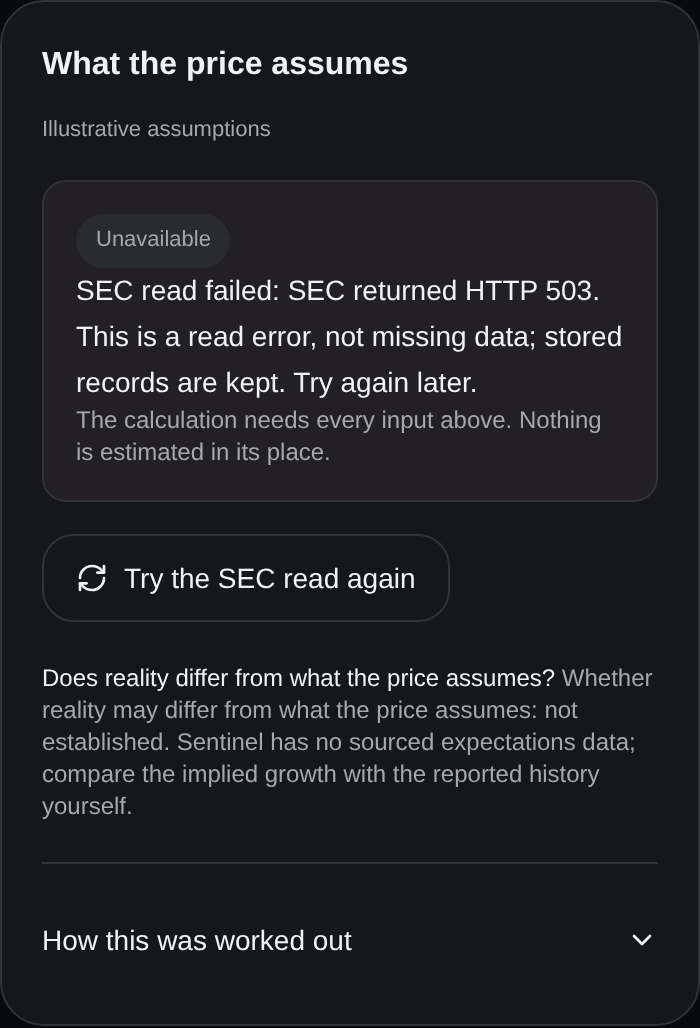 What the price assumes
Illustrative assumptions
Unavailable
SEC read failed: SEC returned HTTP 503.
This is a read error, not missing data; stored
records are kept. Try again later.
The calculation needs every input above. Nothing
is estimated in its place.
Try the SEC read again
Does reality differ from what the price assumes? Whether
reality may differ from what the price assumes: not
established. Sentinel has no sourced expectations data;
compare the implied growth with the reported history
yourself.
How this was worked out